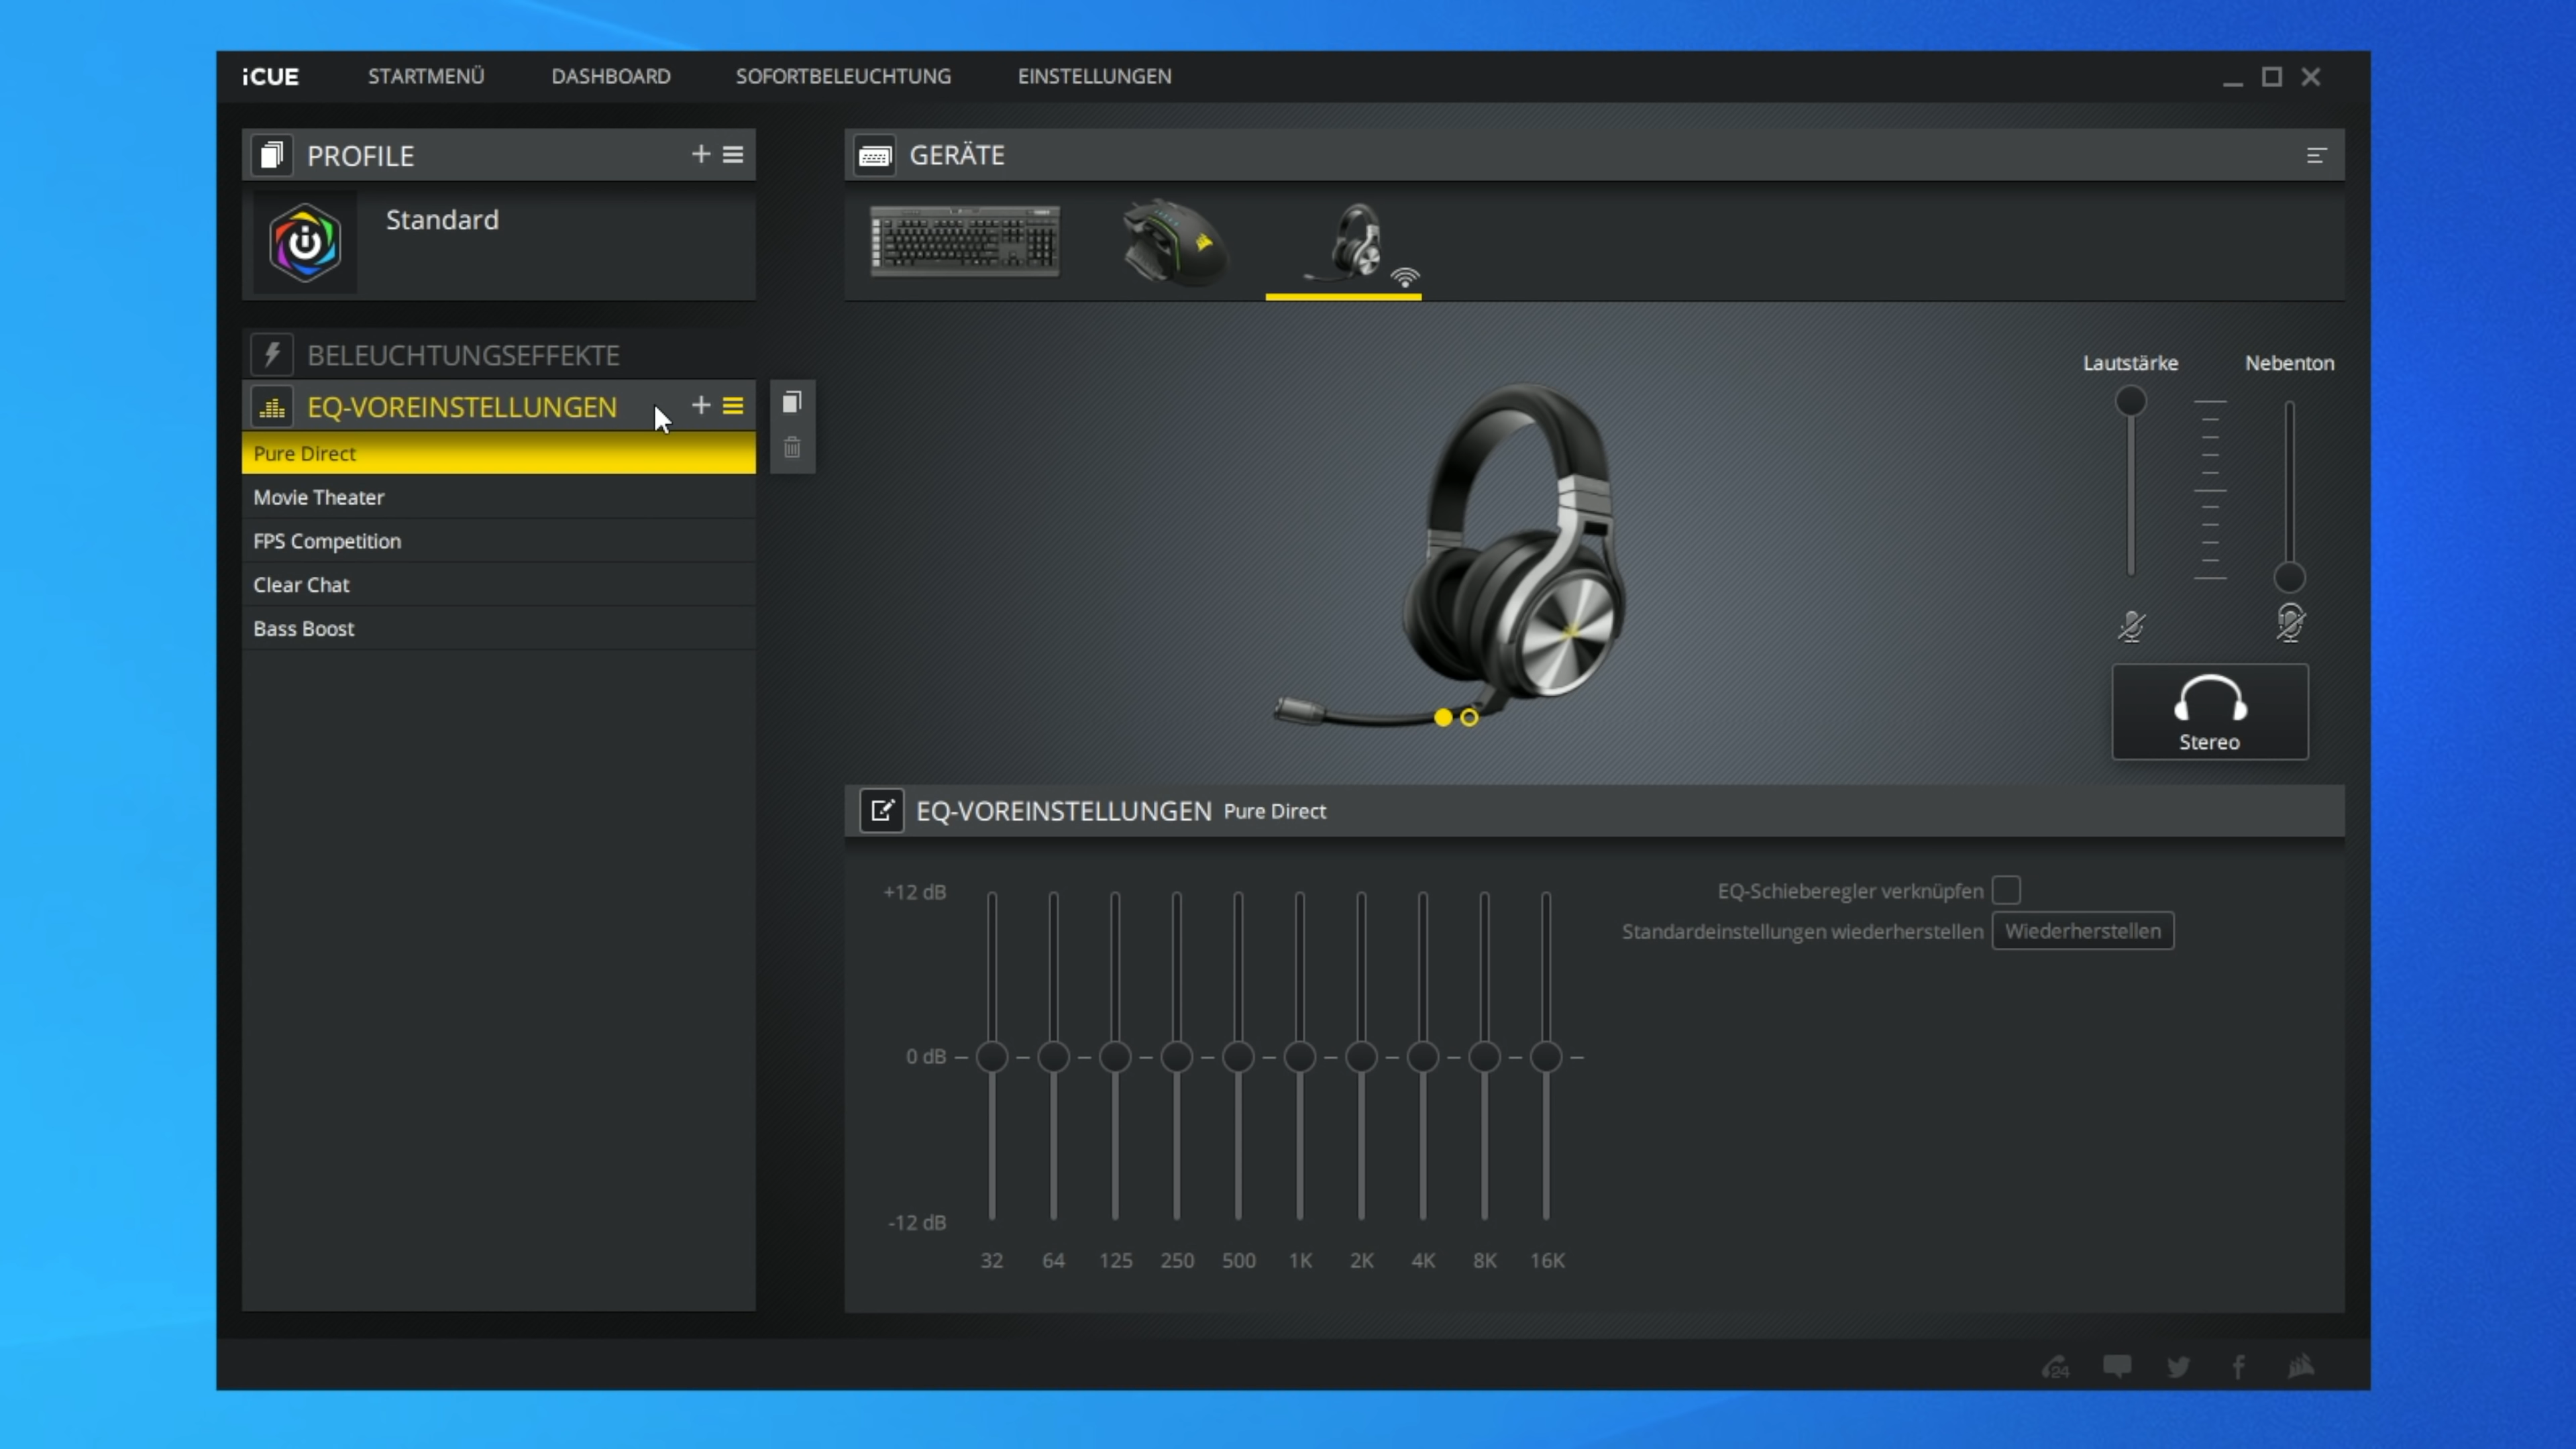 iCUE STARTMENÜ DASHBOARD SOFORTBELEUCHTUNG EINSTELLUNGEN
PROFILE
Standard
BELEUCHTUNGSEFFEKTE
EQ-VOREINSTELLUNGEN
Pure Direct
Movie Theater
FPS Competition
Clear Chat
Bass Boost
GERÄTE
Lautstärke Nebenton
Stereo
EQ-VOREINSTELLUNGEN Pure Direct
+12 dB
0 dB
-12 dB
32 64 125 250 500 1K 2K 4K 8K 16K
EQ-Schieberegler verknüpfen
Standardeinstellungen wiederherstellen Wiederherstellen
24